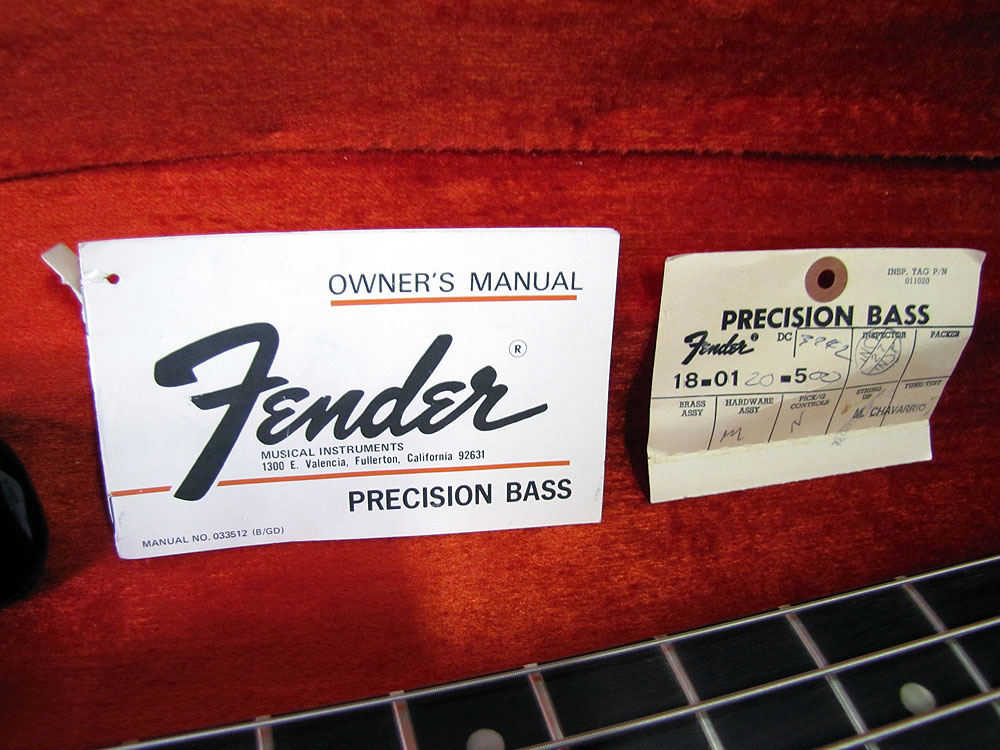 OWNER'S MANUAL
Fender
®
MUSICAL INSTRUMENTS
1300 E. Valencia, Fullerton, California 92631
PRECISION BASS
MANUAL NO. 033512 (B/GD)
INSP. TAG P/N
011020
PRECISION BASS
Fender ® DC INSPECTOR PACKER
18-01 20 -500
BRASS ASSY HARDWARE ASSY PICK/G CONTROLS STRING UP TUNE/TEST
M. CHAVARRIO